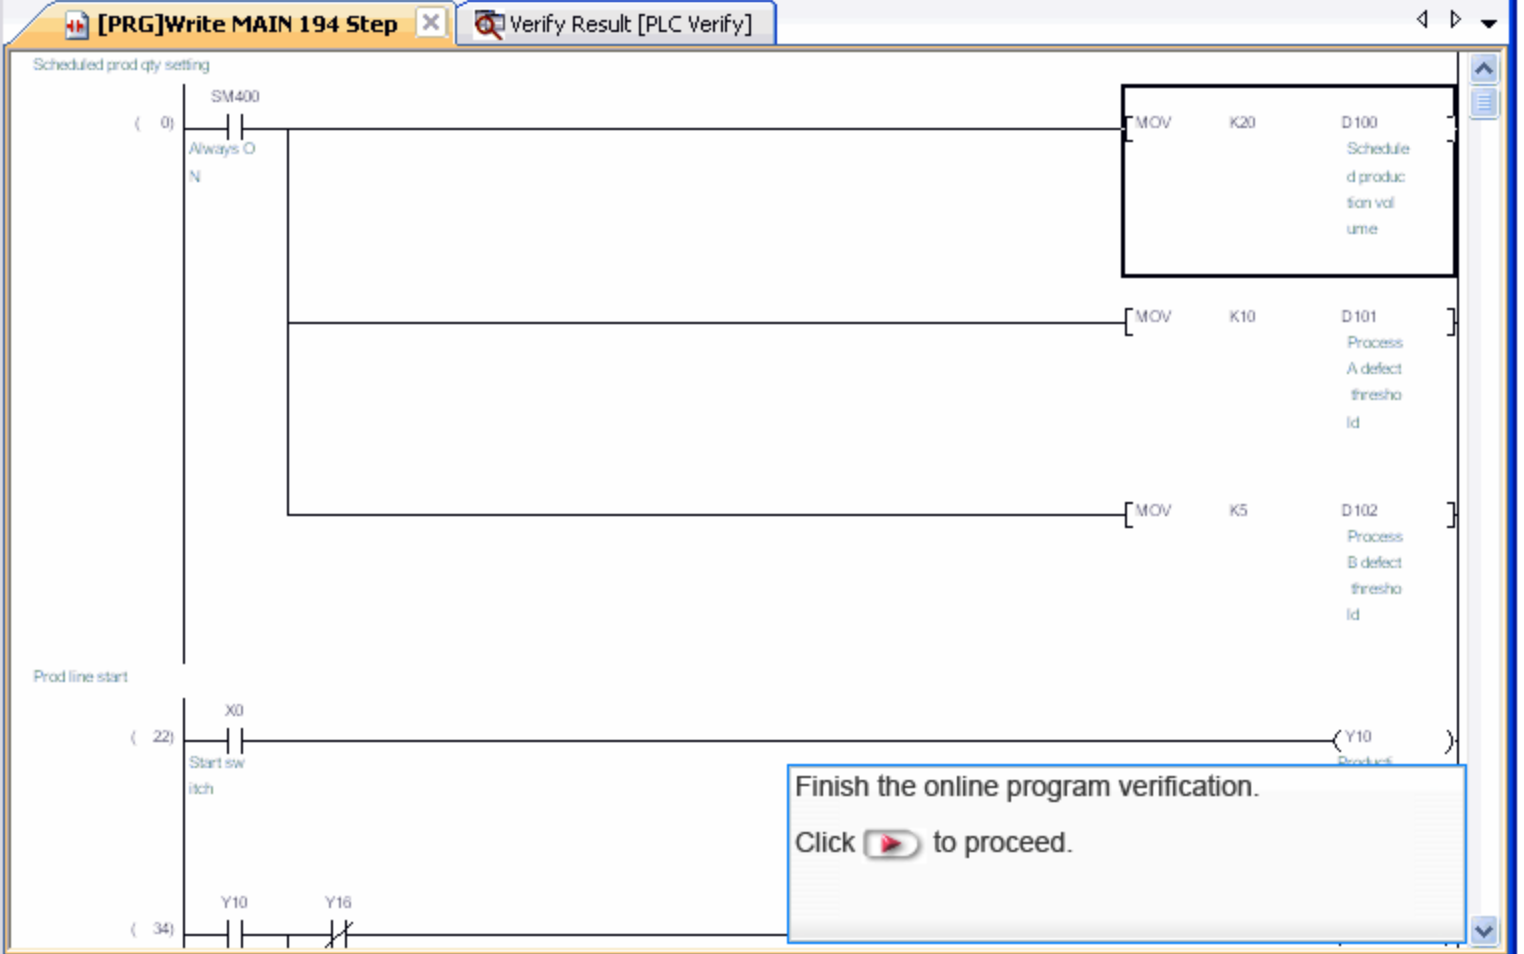 [PRG]Write MAIN 194 Step
Verify Result [PLC Verify]
Scheduled prod qty setting
SM400
( 0)
MOV K20 D100
Always O
N
Schedule
d produc
tion vol
ume
MOV K10 D101
Process
A defect
thresho
ld
MOV K5 D102
Process
B defect
thresho
ld
Prod line start
X0
( 22)
Y10
Start sw
itch
Producti
Finish the online program verification.
Click to proceed.
Y10 Y16
( 34)